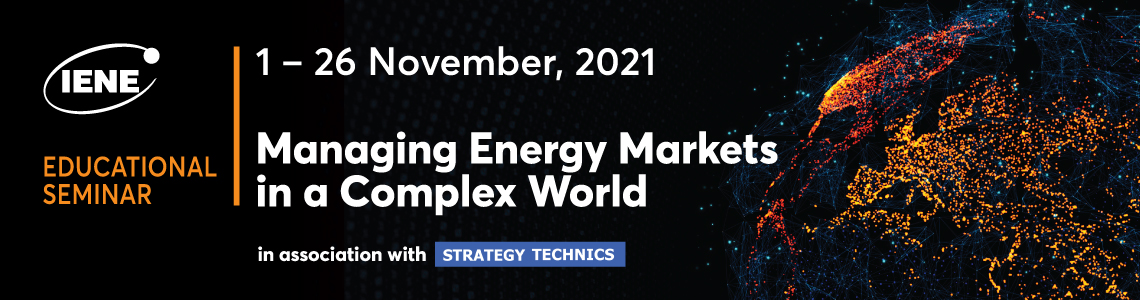 IENE
EDUCATIONAL
SEMINAR
1 – 26 November, 2021
Managing Energy Markets
in a Complex World
in association with STRATEGY TECHNICS